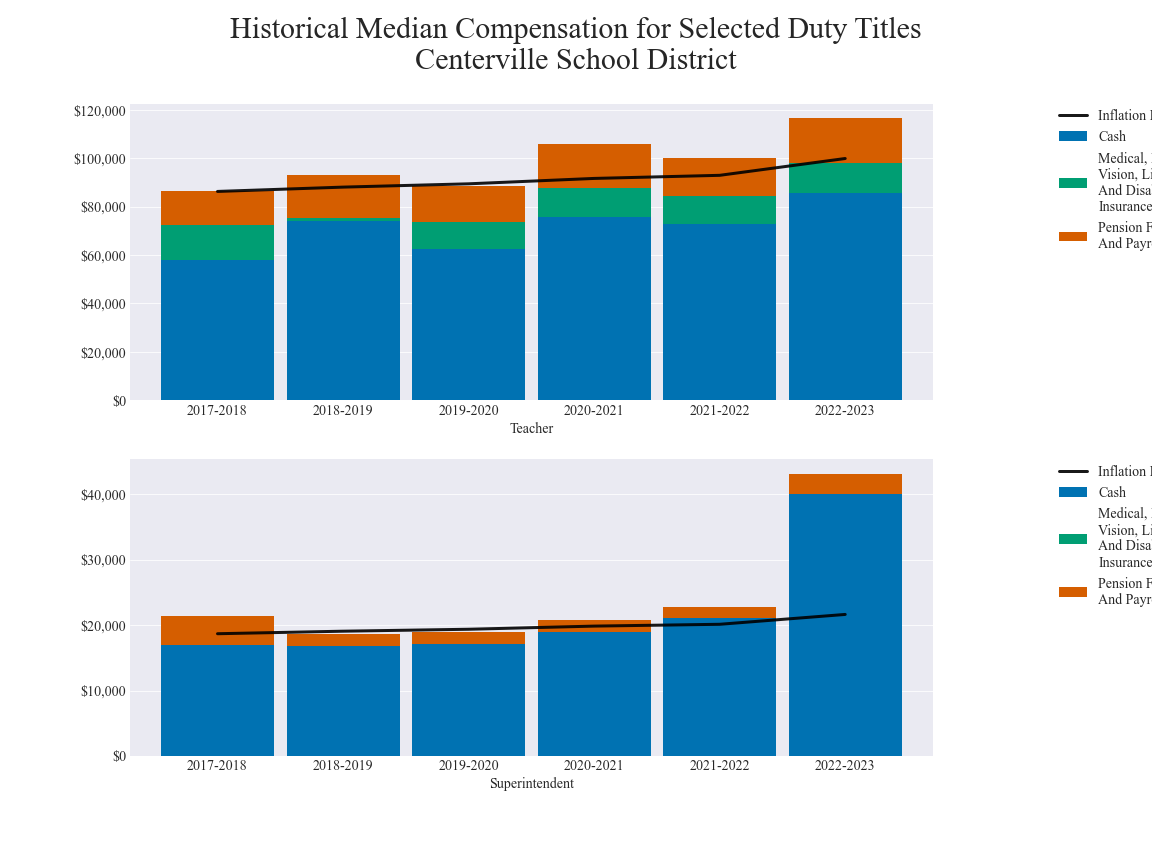 Historical Median Compensation for Selected Duty Titles
Centerville School District
$120,000
$100,000
$80,000
$60,000
$40,000
$20,000
$0
2017-2018
2018-2019
2019-2020
2020-2021
2021-2022
2022-2023
Teacher
Inflation
Cash
Medical,
Vision,
And
Insurance
Pension
And
$40,000
$30,000
$20,000
$10,000
$0
2017-2018
2018-2019
2019-2020
2020-2021
2021-2022
2022-2023
Superintendent
Inflation
Cash
Medical,
Vision,
And
Insurance
Pension
And